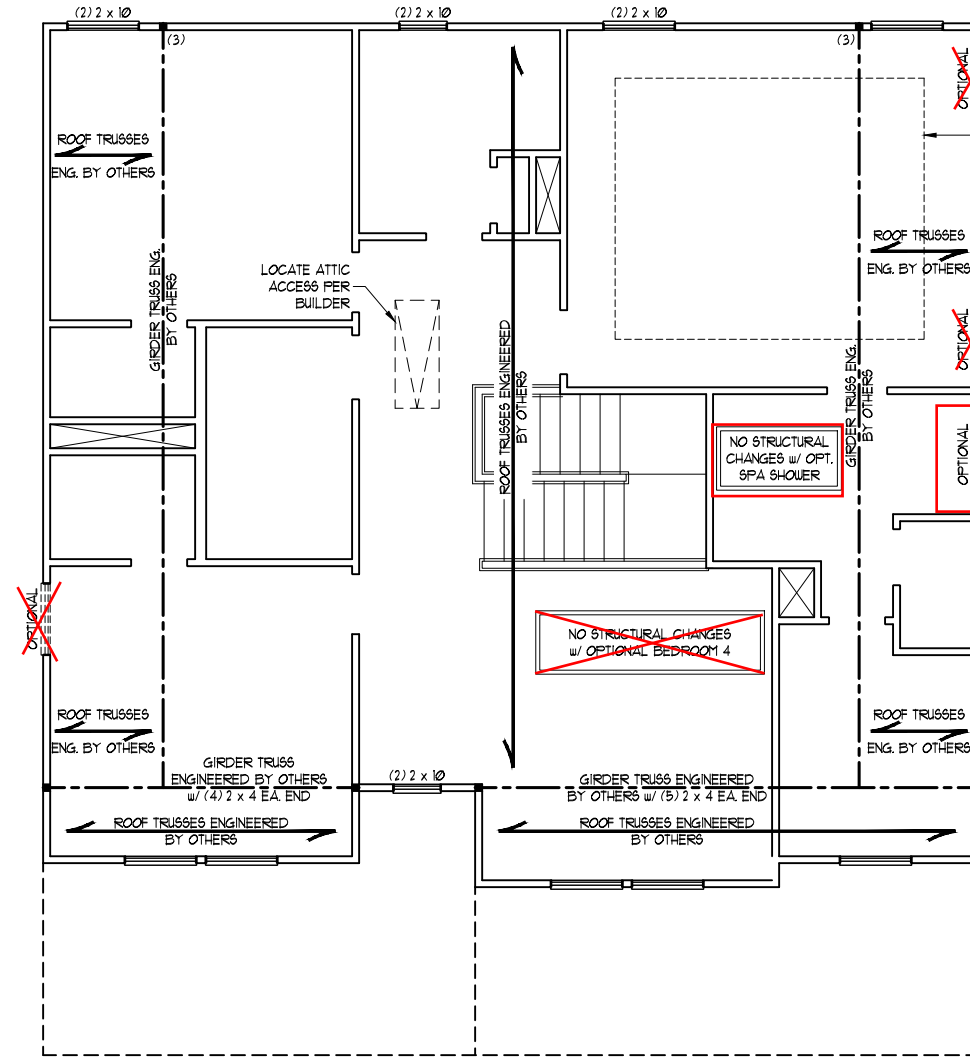 (2) 2 x 10
(2) 2 x 10
(2) 2 x 10
(3)
(3)
OPTIONAL
ROOF TRUSSES
ENG. BY OTHERS
ROOF TRUSSES
ENG. BY OTHERS
GIRDER TRUSS ENG.
BY OTHERS
LOCATE ATTIC
ACCESS PER
BUILDER
OPTIONAL
ROOF TRUSSES ENGINEERED
BY OTHERS
GIRDER TRUSS ENG.
BY OTHERS
NO STRUCTURAL
CHANGES w/ OPT.
SPA SHOWER
OPTIONAL
OPTIONAL
NO STRUCTURAL CHANGES
w/ OPTIONAL BEDROOM 4
ROOF TRUSSES
ENG. BY OTHERS
ROOF TRUSSES
ENG. BY OTHERS
GIRDER TRUSS
ENGINEERED BY OTHERS
w/ (4) 2 x 4 EA. END
(2) 2 x 10
GIRDER TRUSS ENGINEERED
BY OTHERS w/ (5) 2 x 4 EA. END
ROOF TRUSSES ENGINEERED
BY OTHERS
ROOF TRUSSES ENGINEERED
BY OTHERS